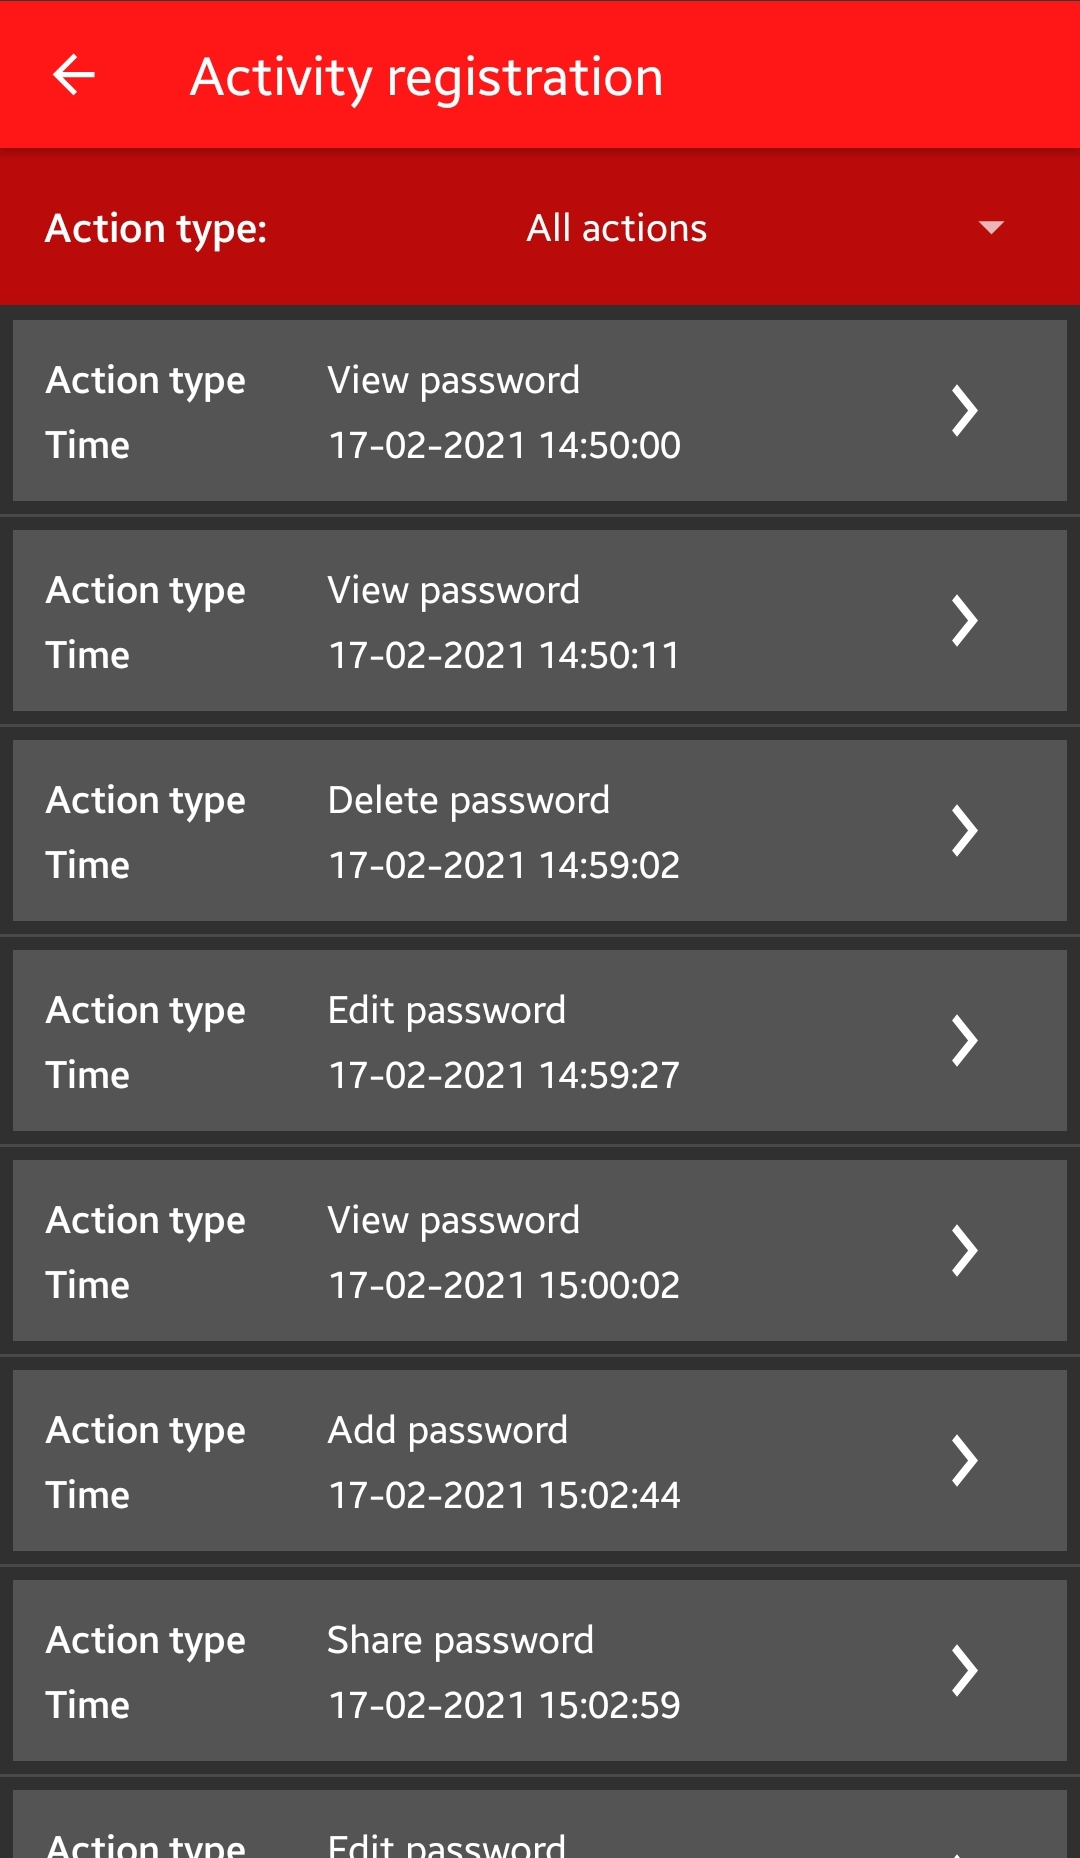 Activity registration
Action type: All actions
Action type View password
Time 17-02-2021 14:50:00
Action type View password
Time 17-02-2021 14:50:11
Action type Delete password
Time 17-02-2021 14:59:02
Action type Edit password
Time 17-02-2021 14:59:27
Action type View password
Time 17-02-2021 15:00:02
Action type Add password
Time 17-02-2021 15:02:44
Action type Share password
Time 17-02-2021 15:02:59
Action type Edit password